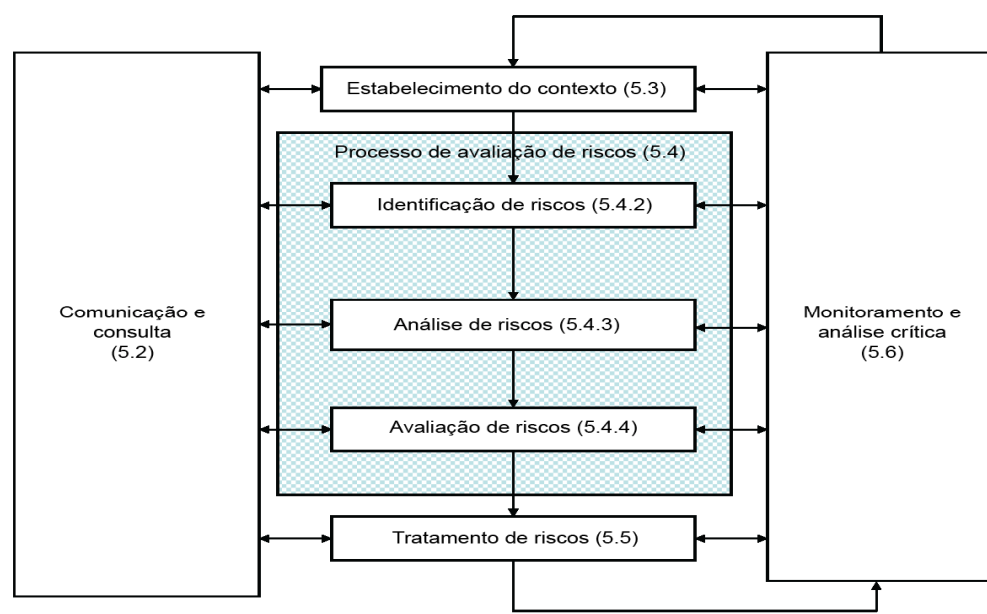 Estabelecimento do contexto (5.3)
Processo de avaliação de riscos (5.4)
Identificação de riscos (5.4.2)
Comunicação e
consulta
(5.2)
Análise de riscos (5.4.3)
Monitoramento e
análise crítica
(5.6)
Avaliação de riscos (5.4.4)
Tratamento de riscos (5.5)